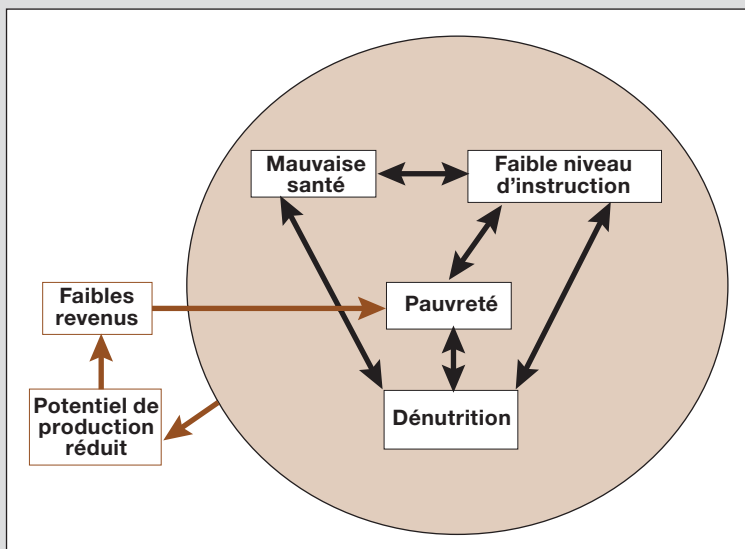 Mauvaise
santé
Faible niveau
d'instruction
Faibles
revenus
Pauvreté
Potentiel de
production
réduit
Dénutrition